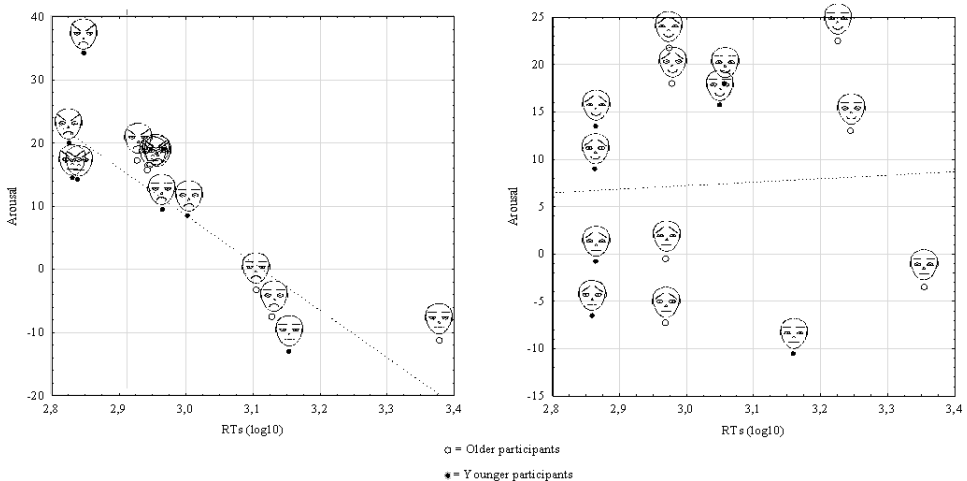 40
30
20
10
0
-10
-20
Arousal
2,8 2,9 3,0 3,1 3,2 3,3 3,4
RTs (log10)
25
20
15
10
5
0
-5
-10
-15
Arousal
2,8 2,9 3,0 3,1 3,2 3,3 3,4
RTs (log10)
= Older participants
= Younger participants